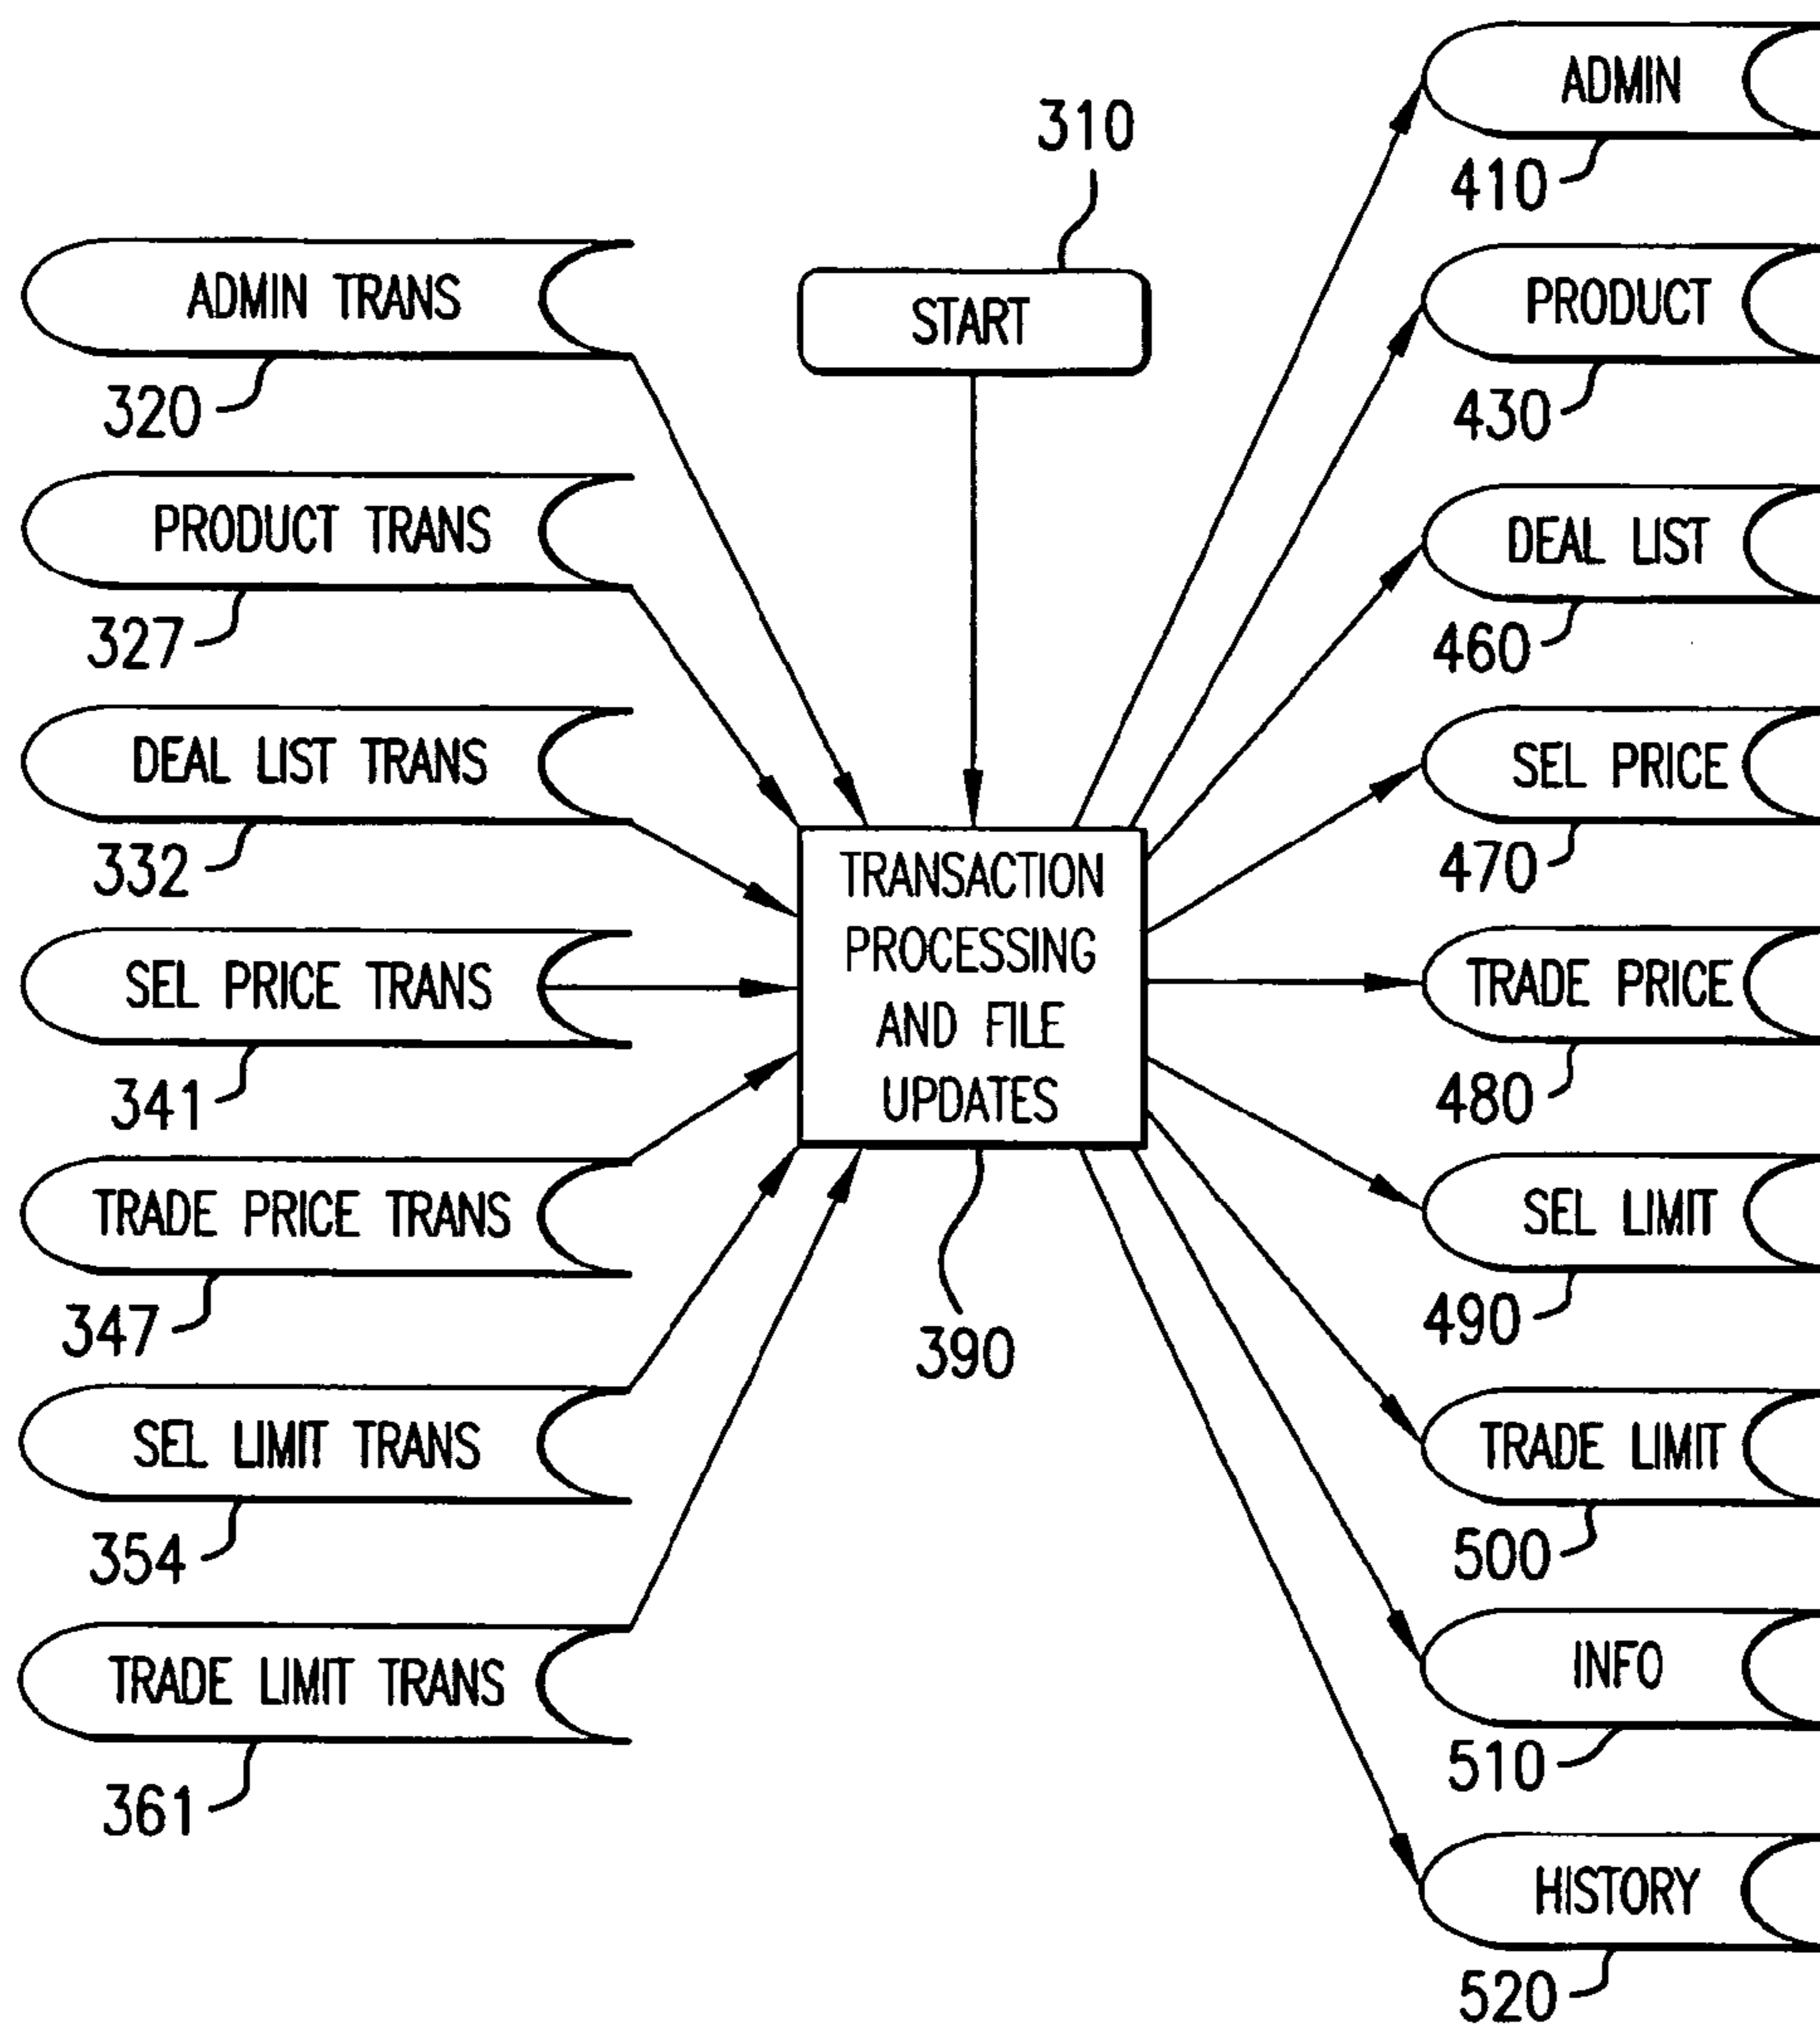 310
START
ADMIN TRANS
320
PRODUCT TRANS
327
DEAL LIST TRANS
332
SEL PRICE TRANS
341
TRADE PRICE TRANS
347
SEL LIMIT TRANS
354
TRADE LIMIT TRANS
361
TRANSACTION
PROCESSING
AND FILE
UPDATES
390
ADMIN
410
PRODUCT
430
DEAL LIST
460
SEL PRICE
470
TRADE PRICE
480
SEL LIMIT
490
TRADE LIMIT
500
INFO
510
HISTORY
520